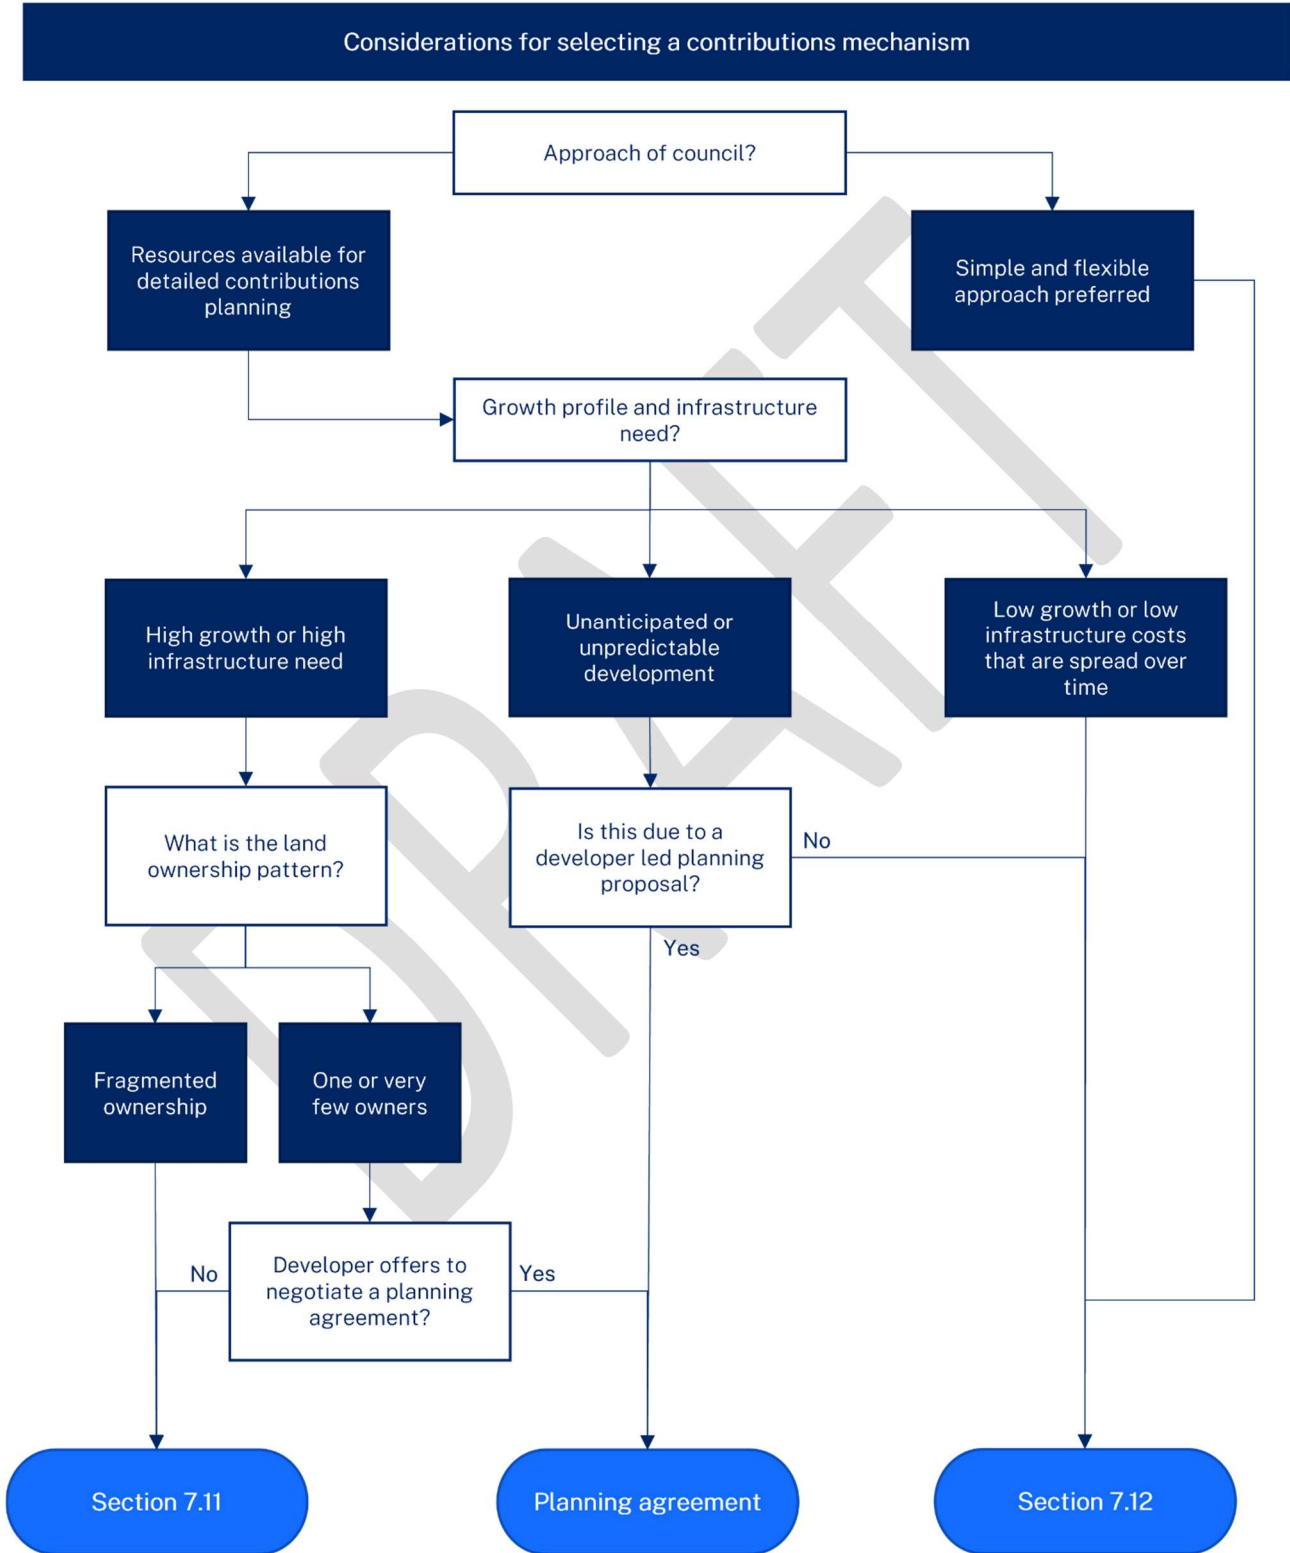 Considerations for selecting a contributions mechanism
Approach of council?
Resources available for
detailed contributions
planning
Simple and flexible
approach preferred
Growth profile and infrastructure
need?
High growth or high
infrastructure need
Unanticipated or
unpredictable
development
Low growth or low
infrastructure costs
that are spread over
time
What is the land
ownership pattern?
Is this due to a
developer led planning
proposal?
No
Yes
Fragmented
ownership
One or very
few owners
Developer offers to
negotiate a planning
agreement?
No
Yes
Section 7.11
Planning agreement
Section 7.12
DRAFT